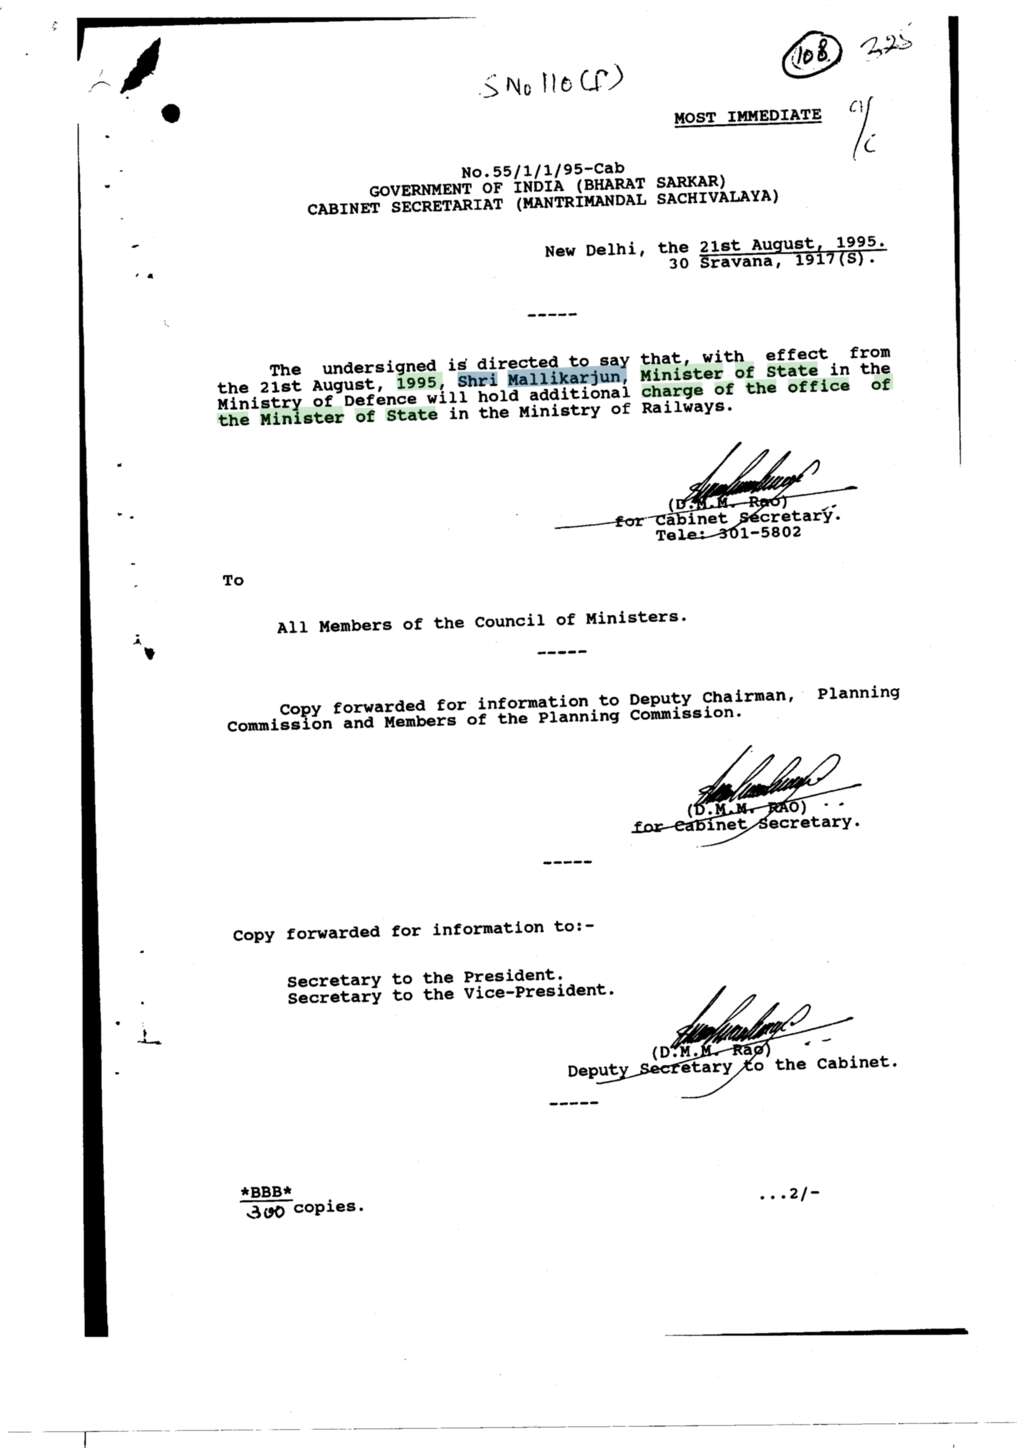 108 325
S No 110 (P)
MOST IMMEDIATE
No.55/1/1/95-Cab
GOVERNMENT OF INDIA (BHARAT SARKAR)
CABINET SECRETARIAT (MANTRIMANDAL SACHIVALAYA)
New Delhi, the 21st August, 1995.
30 Sravana, 1917(S).
-----
The undersigned is directed to say that, with effect from
the 21st August, 1995, Shri Mallikarjun, Minister of State in the
Ministry of Defence will hold additional charge of the office of
the Minister of State in the Ministry of Railways.
(D.M.M. Rao)
for Cabinet Secretary.
Tele: 301-5802
To
All Members of the Council of Ministers.
-----
Copy forwarded for information to Deputy Chairman, Planning
Commission and Members of the Planning Commission.
(D.M.M. RAO)
for Cabinet Secretary.
-----
Copy forwarded for information to:-
Secretary to the President.
Secretary to the Vice-President.
(D.M.M. Rao)
Deputy Secretary to the Cabinet.
-----
*BBB*
300 copies.
...2/-